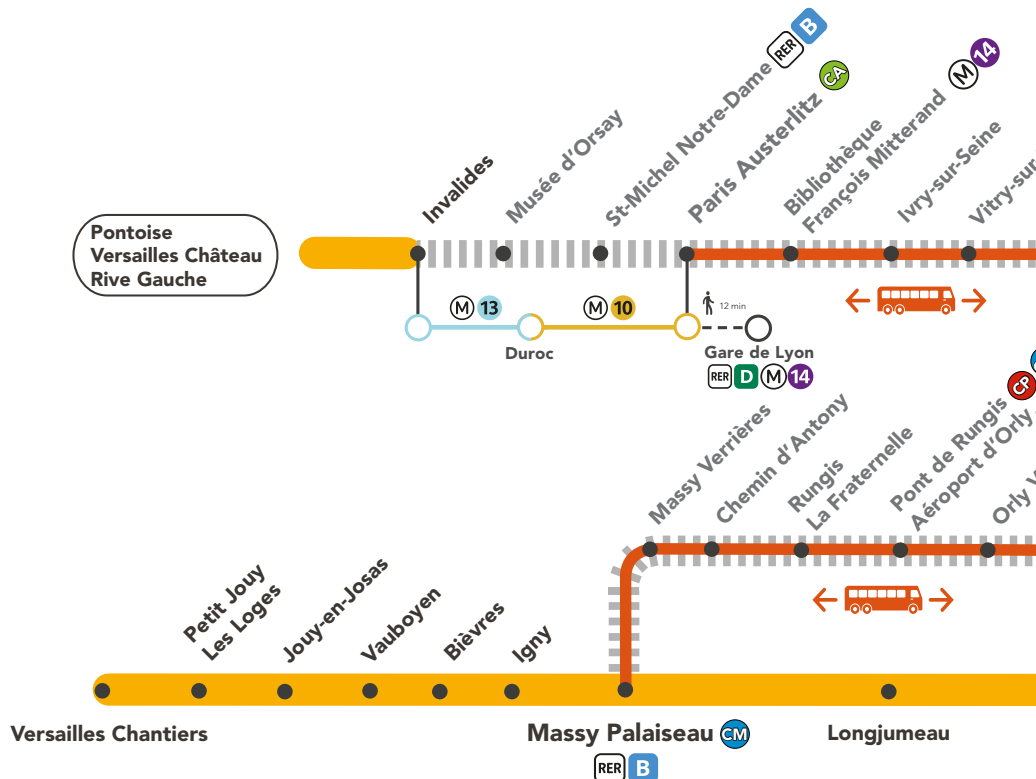 Pontoise
Versailles Château
Rive Gauche
Invalides
Musée d'Orsay
St-Michel Notre-Dame RER B
Paris Austerlitz CA
Bibliothèque
François Mitterand M 14
Ivry-sur-Seine
Vitry-sur-
M 13
M 10
12 min
Duroc
Gare de Lyon
RER D M 14
Massy Verrières
Chemin d'Antony
Rungis
La Fraternelle
Pont de Rungis CP
Aéroport d'Orly
Orly
Petit Jouy
Les Loges
Jouy-en-Josas
Vauboyen
Bièvres
Igny
Versailles Chantiers
Massy Palaiseau CM
RER B
Longjumeau